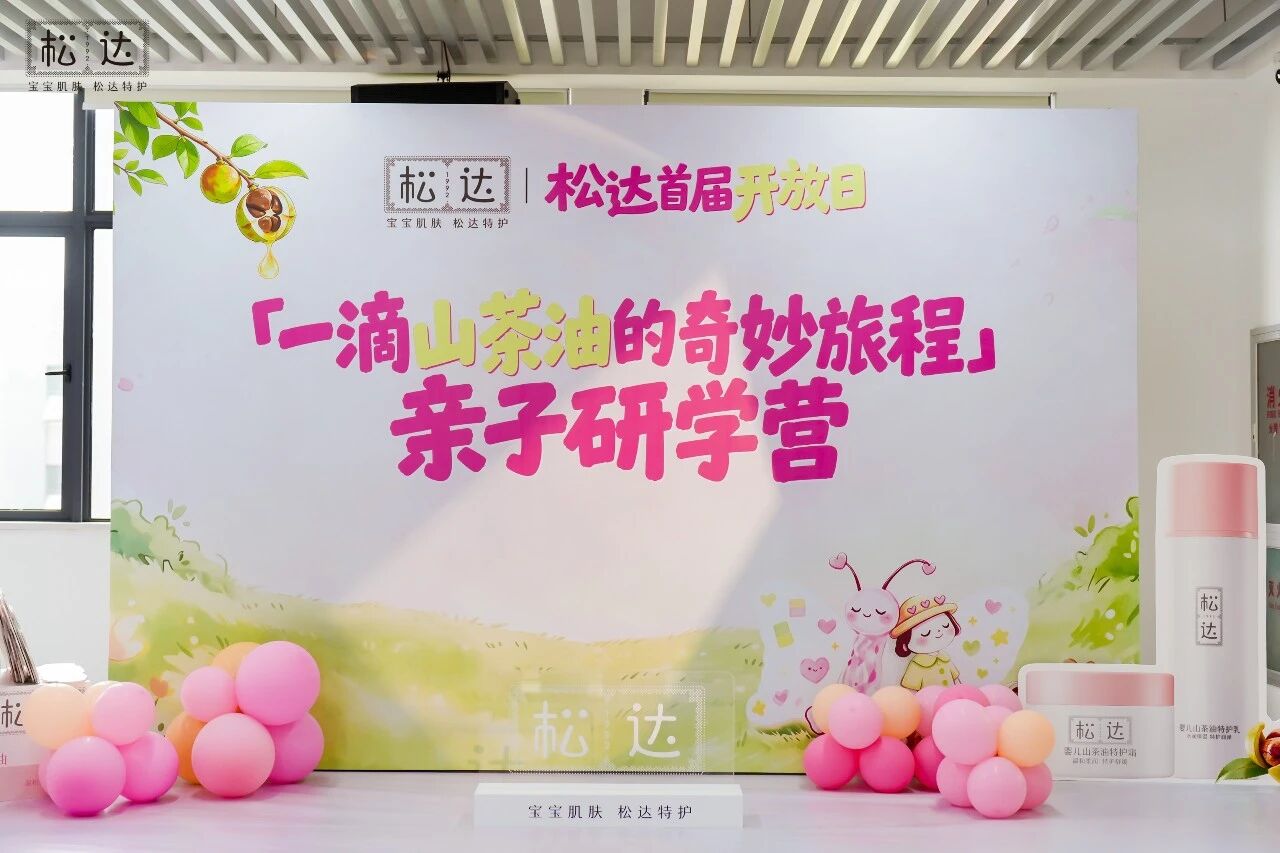 松达
1992
宝宝肌肤 松达特护
松达
1992
宝宝肌肤 松达特护
松达首届开放日
「一滴山茶油的奇妙旅程」
亲子研学营
松达
宝宝肌肤 松达特护
松达
婴儿山茶油特护霜
松达
婴儿山茶油特护乳
松
油